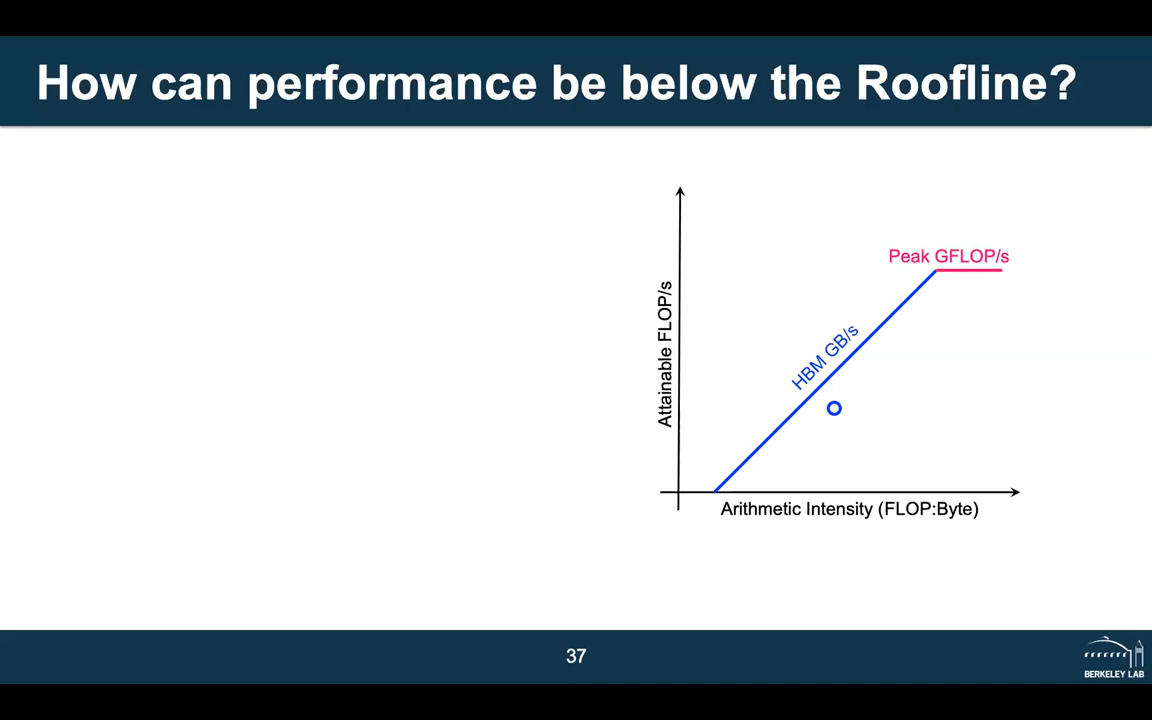 How can performance be below the Roofline?
Peak GFLOP/s
HBM GB/s
Attainable FLOP/s
Arithmetic Intensity (FLOP:Byte)
37
BERKELEY LAB